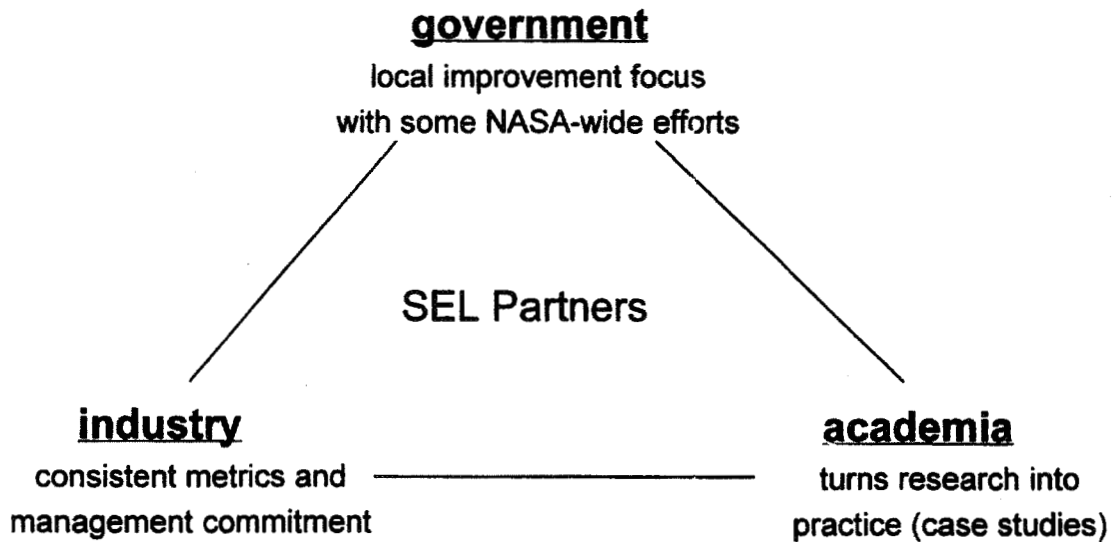 government
local improvement focus
with some NASA-wide efforts
SEL Partners
industry
consistent metrics and
management commitment
academia
turns research into
practice (case studies)